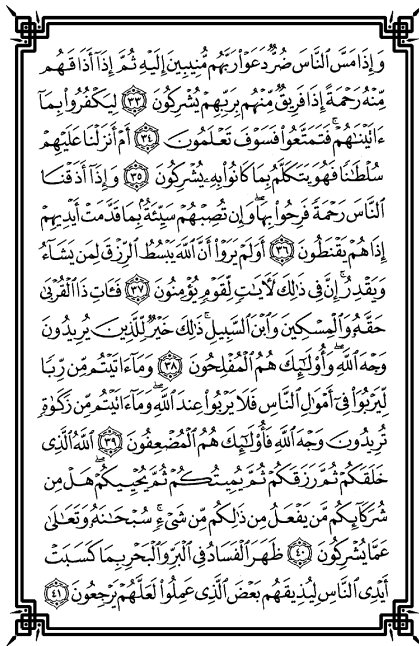 وَإِذَا مَسَّ ٱلنَّاسَ ضُرٌّ دَعَوْا۟ رَبَّهُم مُّنِيبِينَ إِلَيْهِ ثُمَّ إِذَآ أَذَاقَهُم
مِّنْهُ رَحْمَةً إِذَا فَرِيقٌ مِّنْهُم بِرَبِّهِمْ يُشْرِكُونَ ٣٣ لِيَكْفُرُوا۟ بِمَآ
ءَاتَيْنَٰهُمْ ۚ فَتَمَتَّعُوا۟ فَسَوْفَ تَعْلَمُونَ ٣٤ أَمْ أَنزَلْنَا عَلَيْهِمْ
سُلْطَٰنًا فَهُوَ يَتَكَلَّمُ بِمَا كَانُوا۟ بِهِۦ يُشْرِكُونَ ٣٥ وَإِذَآ أَذَقْنَا
ٱلنَّاسَ رَحْمَةً فَرِحُوا۟ بِهَا ۖ وَإِن تُصِبْهُمْ سَيِّئَةٌۢ بِمَا قَدَّمَتْ أَيْدِيهِمْ
إِذَا هُمْ يَقْنَطُونَ ٣٦ أَوَلَمْ يَرَوْا۟ أَنَّ ٱللَّهَ يَبْسُطُ ٱلرِّزْقَ لِمَن يَشَآءُ
وَيَقْدِرُ ۚ إِنَّ فِى ذَٰلِكَ لَءَايَٰتٍ لِّقَوْمٍ يُؤْمِنُونَ ٣٧ فَـَٔاتِ ذَا ٱلْقُرْبَىٰ
حَقَّهُۥ وَٱلْمِسْكِينَ وَٱبْنَ ٱلسَّبِيلِ ۚ ذَٰلِكَ خَيْرٌ لِّلَّذِينَ يُرِيدُونَ
وَجْهَ ٱللَّهِ ۖ وَأُو۟لَٰٓئِكَ هُمُ ٱلْمُفْلِحُونَ ٣٨ وَمَآ ءَاتَيْتُم مِّن رِّبًا
لِّيَرْبُوَا۟ فِىٓ أَمْوَٰلِ ٱلنَّاسِ فَلَا يَرْبُوا۟ عِندَ ٱللَّهِ ۖ وَمَآ ءَاتَيْتُم مِّن زَكَوٰةٍ
تُرِيدُونَ وَجْهَ ٱللَّهِ فَأُو۟لَٰٓئِكَ هُمُ ٱلْمُضْعِفُونَ ٣٩ ٱللَّهُ ٱلَّذِى
خَلَقَكُمْ ثُمَّ رَزَقَكُمْ ثُمَّ يُمِيتُكُمْ ثُمَّ يُحْيِيكُمْ ۖ هَلْ مِن
شُرَكَآئِكُم مَّن يَفْعَلُ مِن ذَٰلِكُم مِّن شَىْءٍ ۚ سُبْحَٰنَهُۥ وَتَعَٰلَىٰ
عَمَّا يُشْرِكُونَ ٤٠ ظَهَرَ ٱلْفَسَادُ فِى ٱلْبَرِّ وَٱلْبَحْرِ بِمَا كَسَبَتْ
أَيْدِى ٱلنَّاسِ لِيُذِيقَهُم بَعْضَ ٱلَّذِى عَمِلُوا۟ لَعَلَّهُمْ يَرْجِعُونَ ٤١